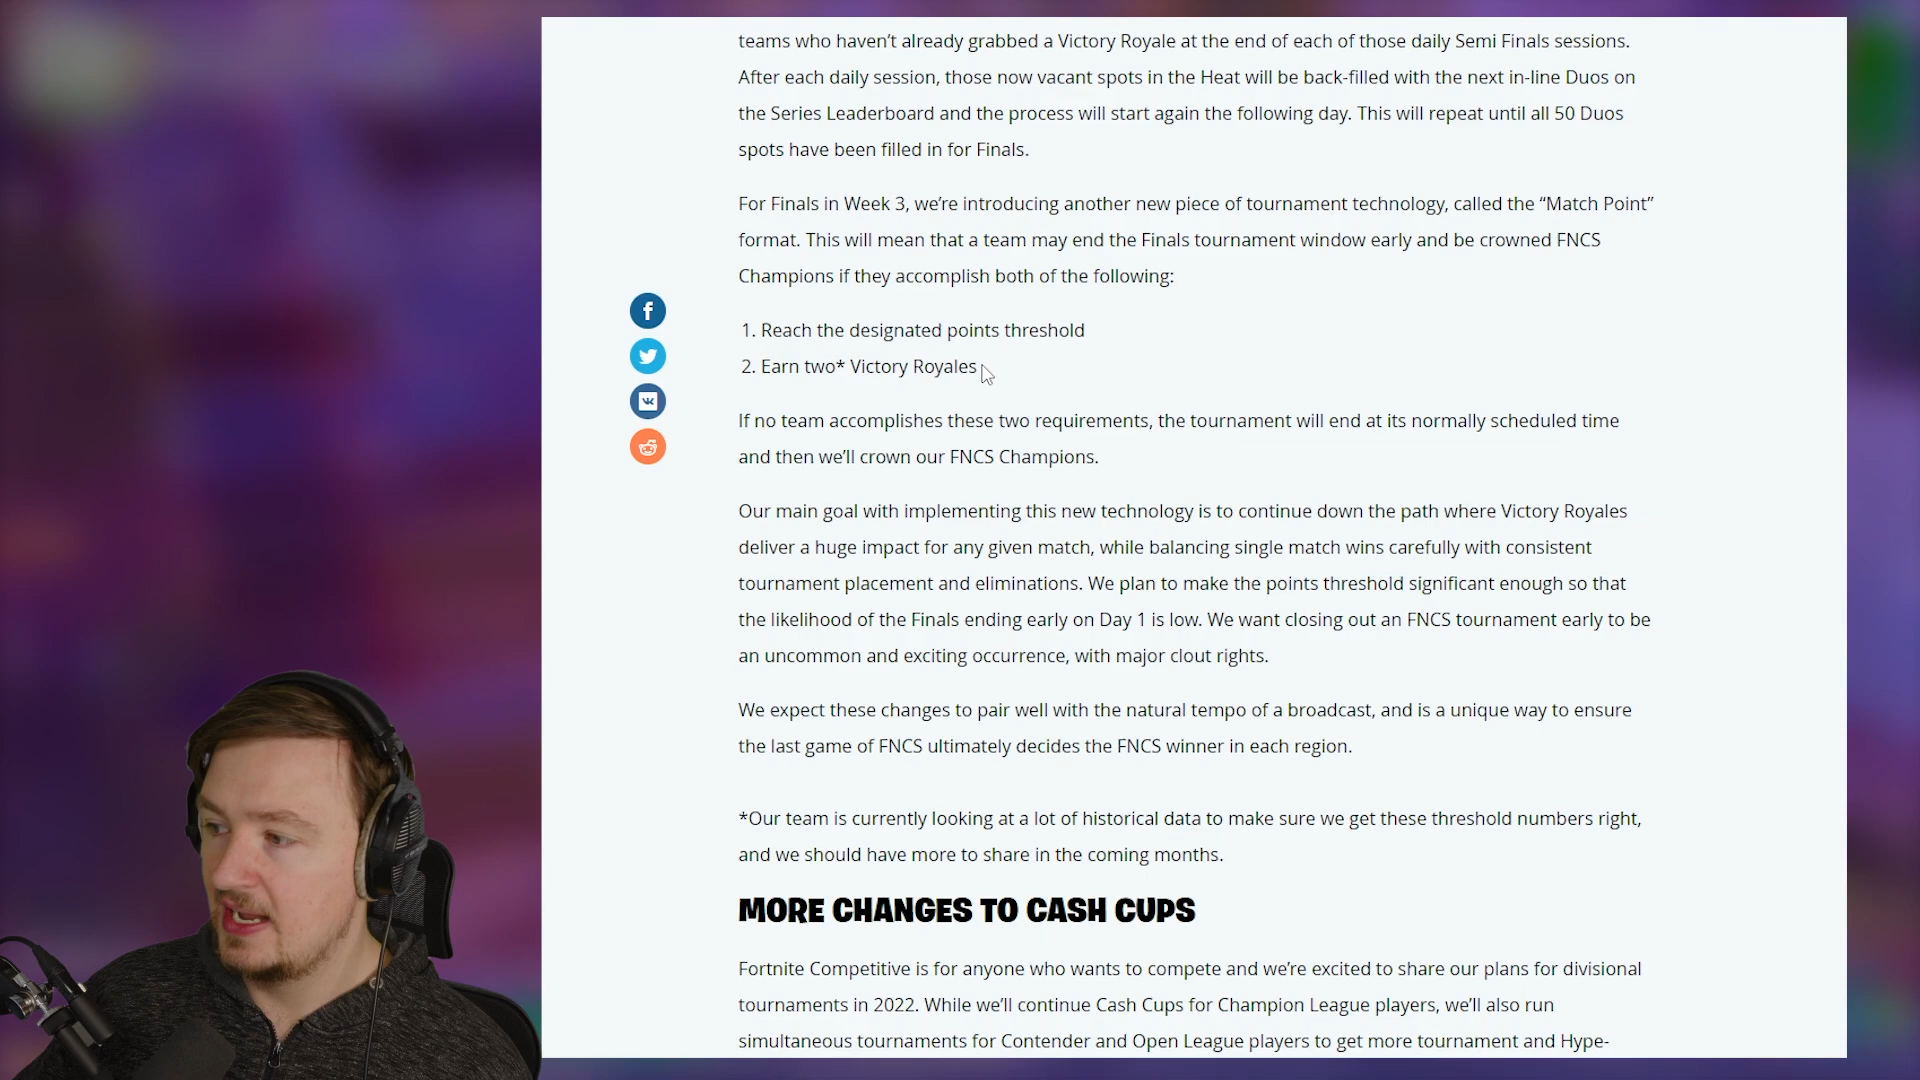 teams who haven’t already grabbed a Victory Royale at the end of each of those daily Semi Finals sessions.
After each daily session, those now vacant spots in the Heat will be back-filled with the next in-line Duos on
the Series Leaderboard and the process will start again the following day. This will repeat until all 50 Duos
spots have been filled in for Finals.
For Finals in Week 3, we’re introducing another new piece of tournament technology, called the “Match Point”
format. This will mean that a team may end the Finals tournament window early and be crowned FNCS
Champions if they accomplish both of the following:
1. Reach the designated points threshold
2. Earn two* Victory Royales
If no team accomplishes these two requirements, the tournament will end at its normally scheduled time
and then we’ll crown our FNCS Champions.
Our main goal with implementing this new technology is to continue down the path where Victory Royales
deliver a huge impact for any given match, while balancing single match wins carefully with consistent
tournament placement and eliminations. We plan to make the points threshold significant enough so that
the likelihood of the Finals ending early on Day 1 is low. We want closing out an FNCS tournament early to be
an uncommon and exciting occurrence, with major clout rights.
We expect these changes to pair well with the natural tempo of a broadcast, and is a unique way to ensure
the last game of FNCS ultimately decides the FNCS winner in each region.
*Our team is currently looking at a lot of historical data to make sure we get these threshold numbers right,
and we should have more to share in the coming months.
MORE CHANGES TO CASH CUPS
Fortnite Competitive is for anyone who wants to compete and we’re excited to share our plans for divisional
tournaments in 2022. While we’ll continue Cash Cups for Champion League players, we’ll also run
simultaneous tournaments for Contender and Open League players to get more tournament and Hype-